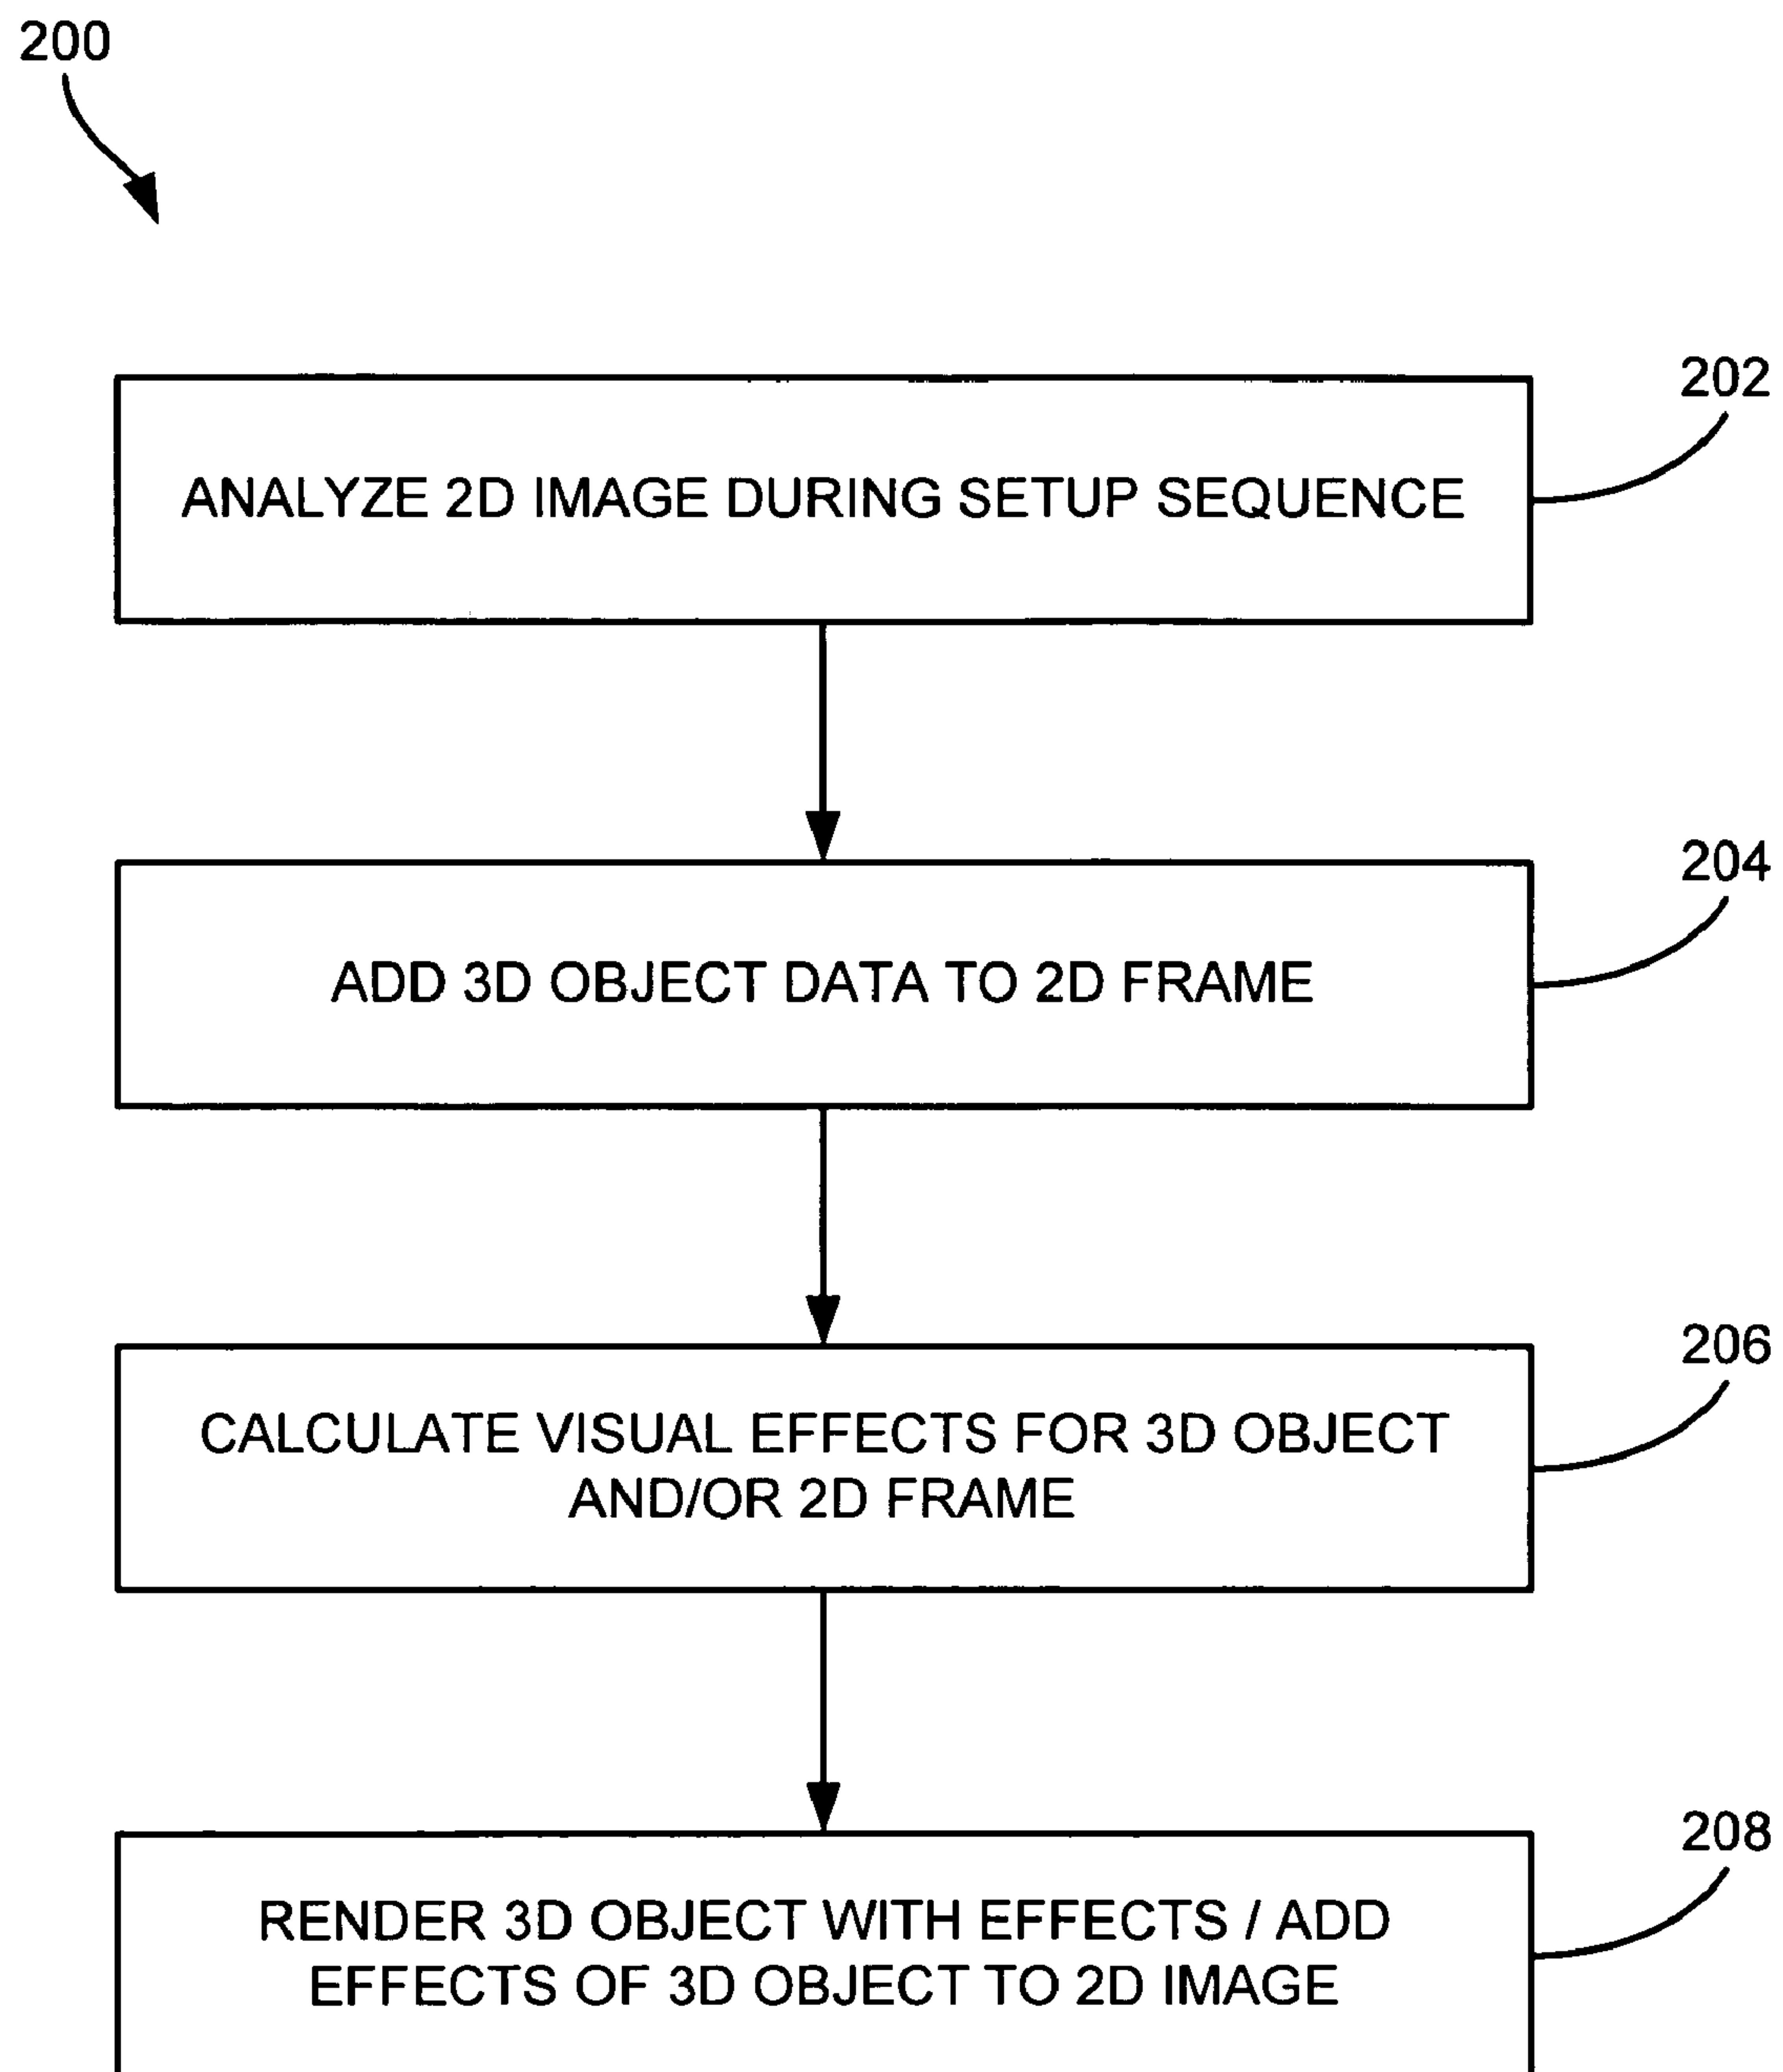 200
202
ANALYZE 2D IMAGE DURING SETUP SEQUENCE
204
ADD 3D OBJECT DATA TO 2D FRAME
206
CALCULATE VISUAL EFFECTS FOR 3D OBJECT
AND/OR 2D FRAME
208
RENDER 3D OBJECT WITH EFFECTS / ADD
EFFECTS OF 3D OBJECT TO 2D IMAGE